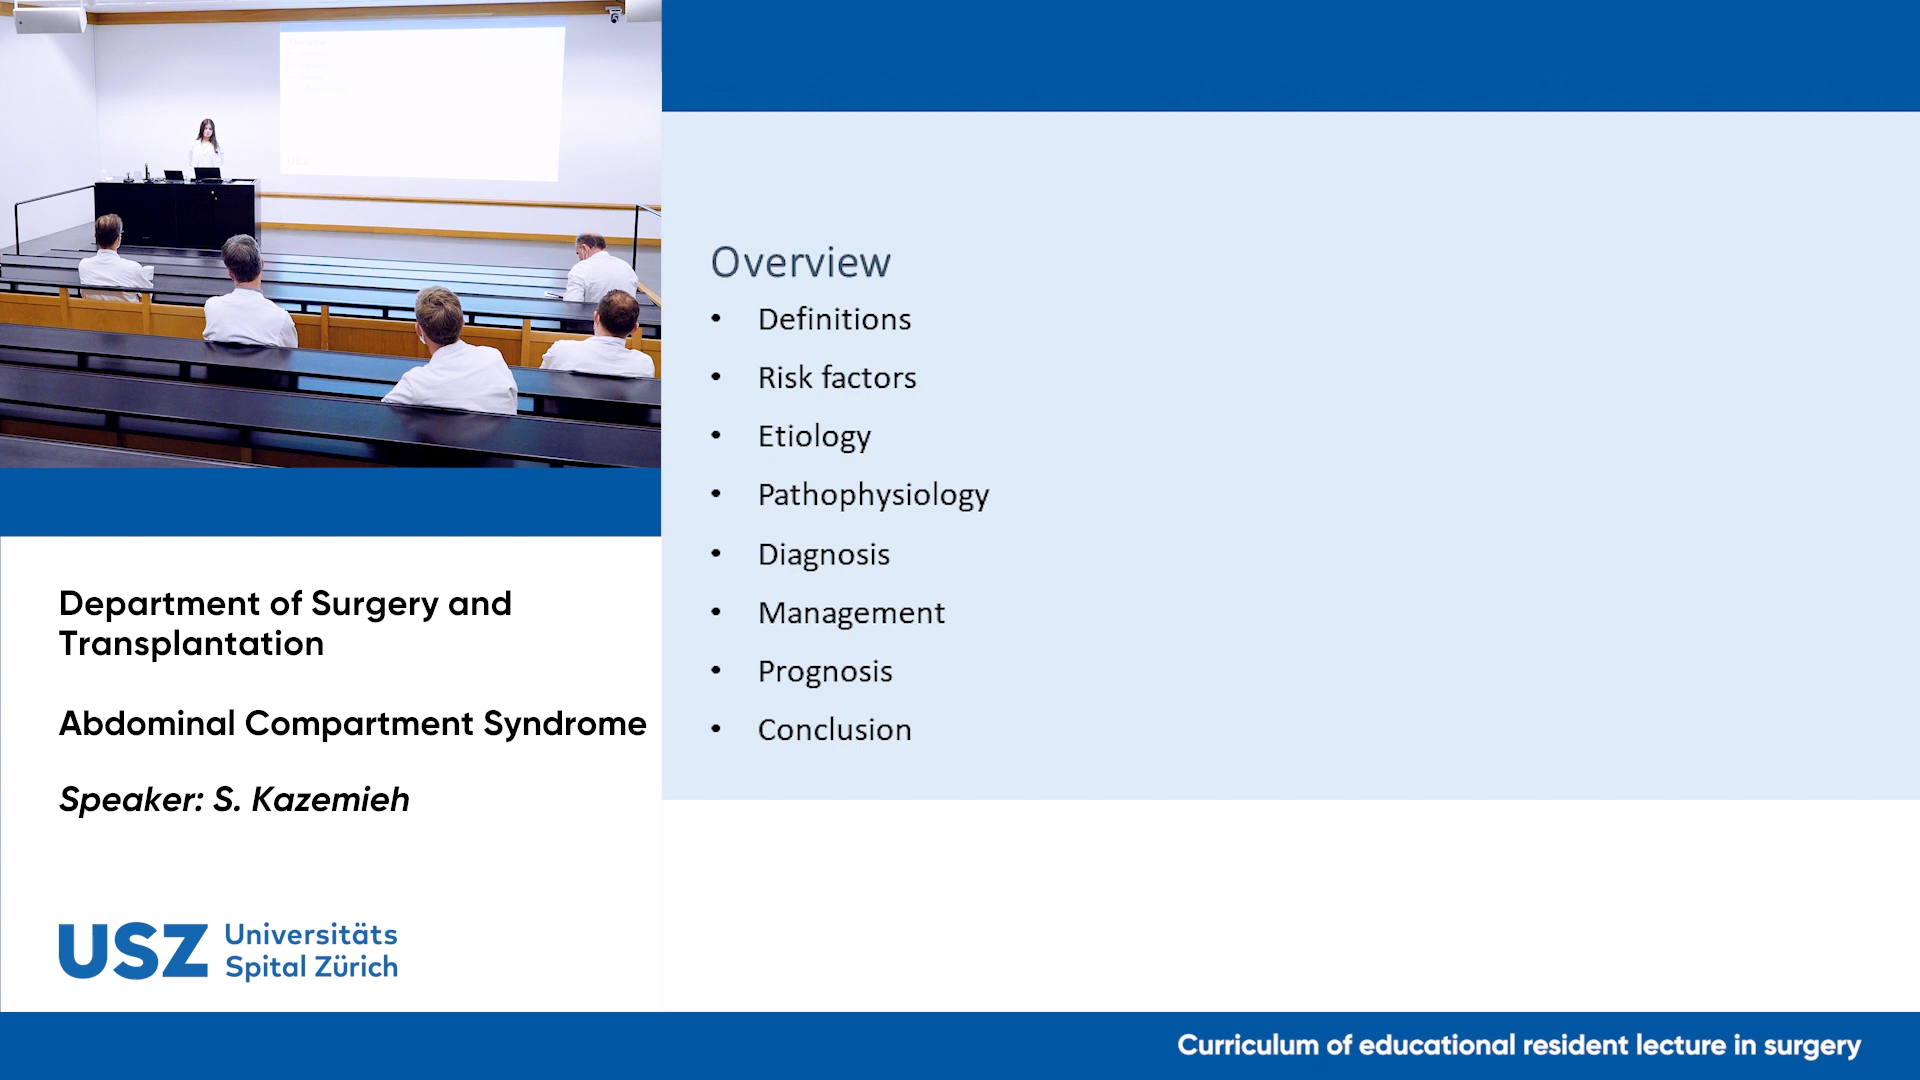 Department of Surgery and
Transplantation
Abdominal Compartment Syndrome
Speaker: S. Kazemieh
USZ Universitäts
Spital Zürich
Overview
• Definitions
• Risk factors
• Etiology
• Pathophysiology
• Diagnosis
• Management
• Prognosis
• Conclusion
Curriculum of educational resident lecture in surgery